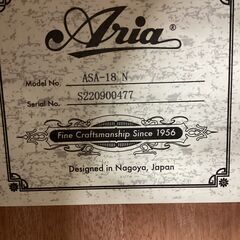 Aria®
Model No. ASA-18 N
Serial No. S220900477
Fine Craftsmanship Since 1956
Designed in Nagoya, Japan